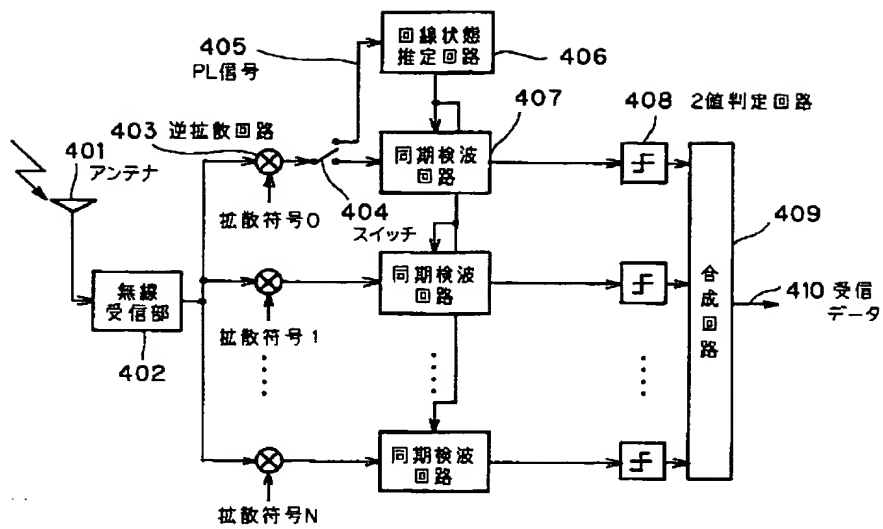 405
PL信号
回線状態
推定回路
406
403 逆拡散回路
407
408 2値判定回路
401
アンテナ
同期検波
回路
拡散符号0
404
スイッチ
409
無線
受信部
402
同期検波
回路
拡散符号1
合成回路
410 受信
データ
同期検波
回路
拡散符号N